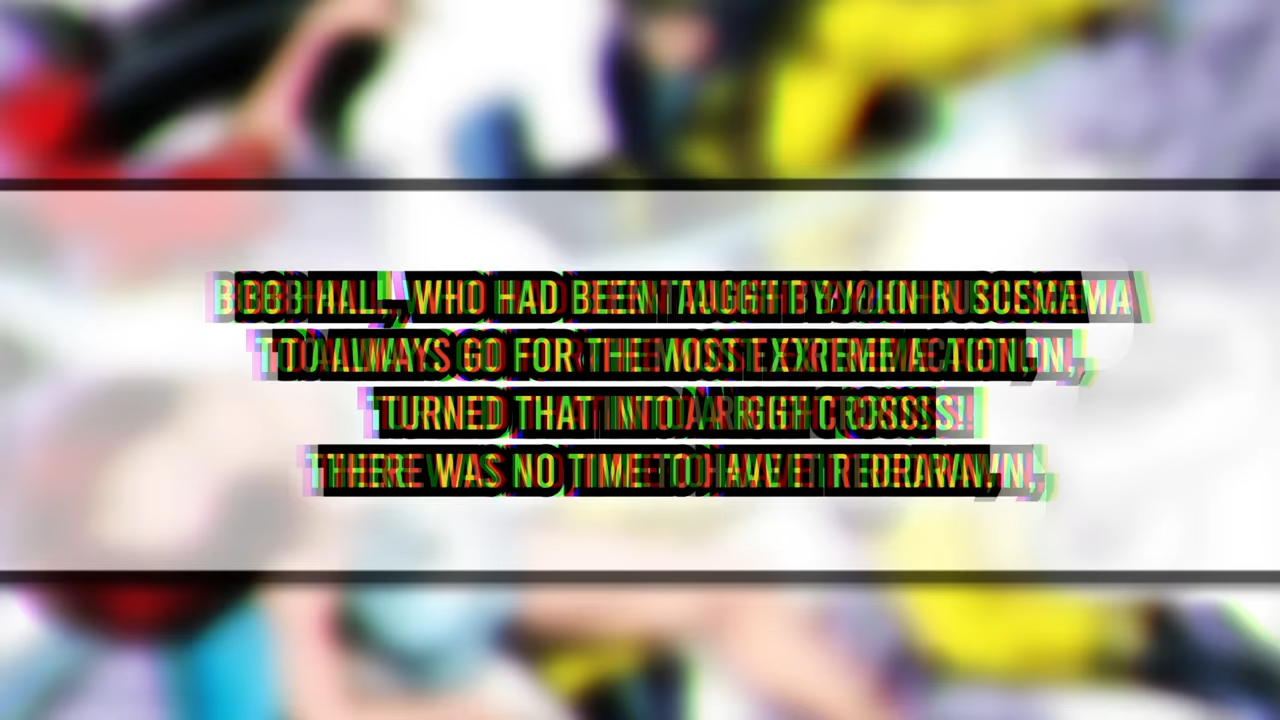 BOB HALL, WHO HAD BEEN TAUGHT BY JOHN BUSCEMA
TO ALWAYS GO FOR THE MOST EXTREME ACTION,
TURNED THAT INTO A RIGHT CROSS!
THERE WAS NO TIME TO HAVE IT REDRAWN,